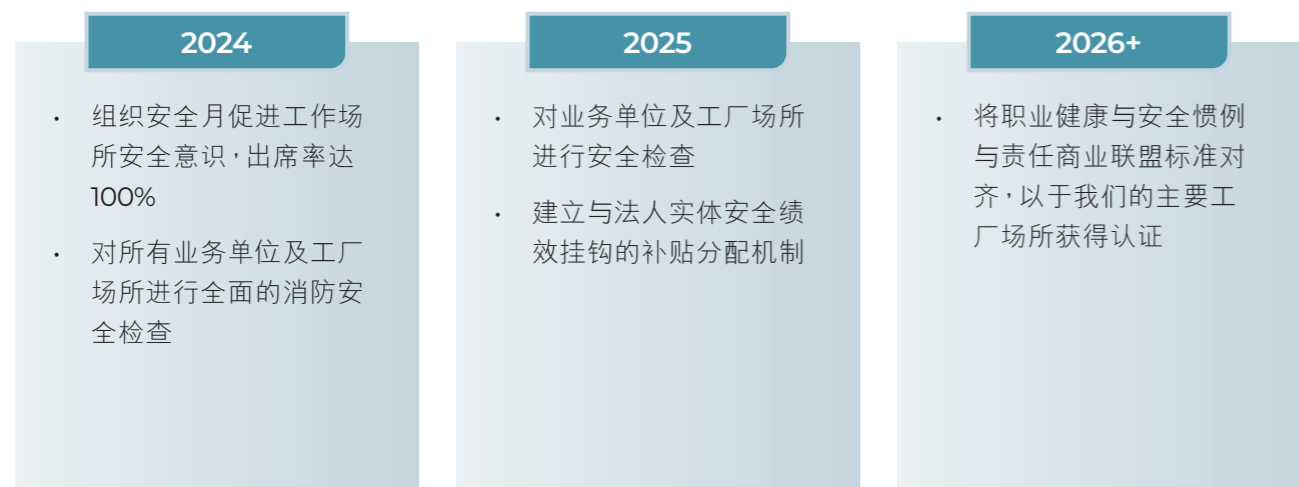 2024
· 组织安全月促进工作场
所安全意识，出席率达
100%
· 对所有业务单位及工厂
场所进行全面的消防安
全检查
2025
· 对业务单位及工厂场所
进行安全检查
· 建立与法人实体安全绩
效挂钩的补贴分配机制
2026+
· 将职业健康与安全惯例
与责任商业联盟标准对
齐，以于我们的主要工
厂场所获得认证